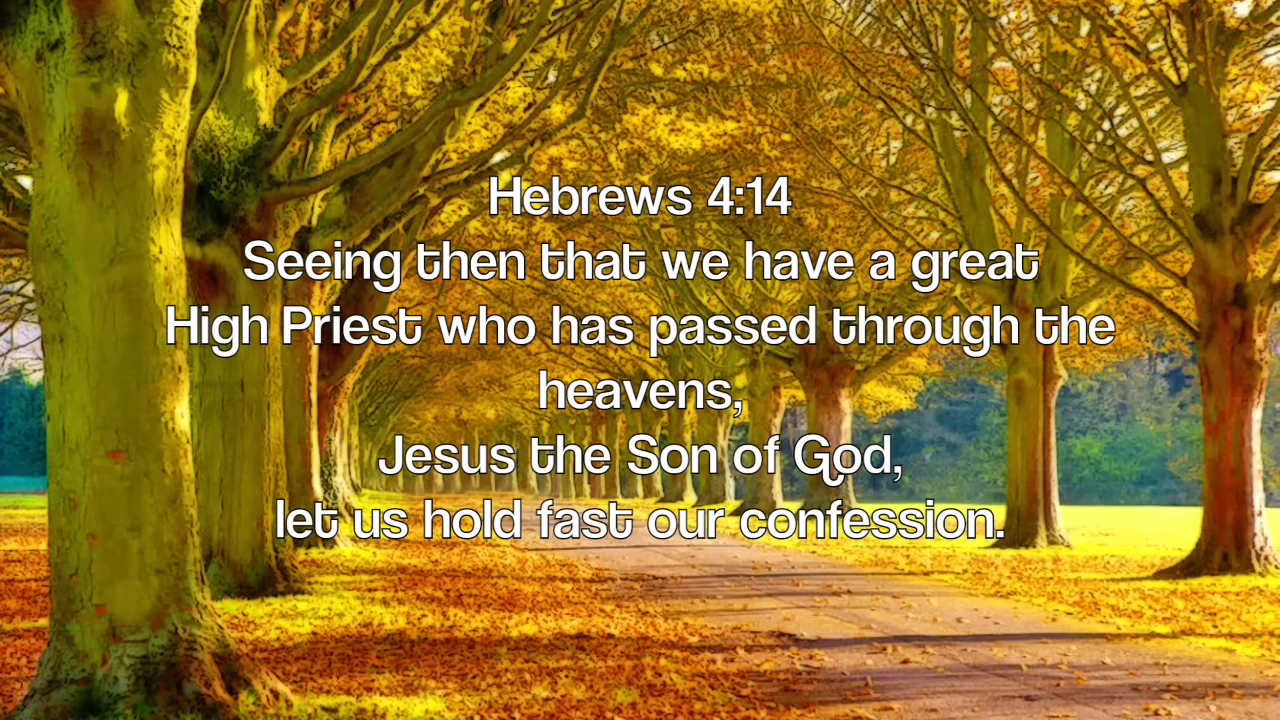 Hebrews 4:14
Seeing then that we have a great
High Priest who has passed through the
heavens,
Jesus the Son of God,
let us hold fast our confession.